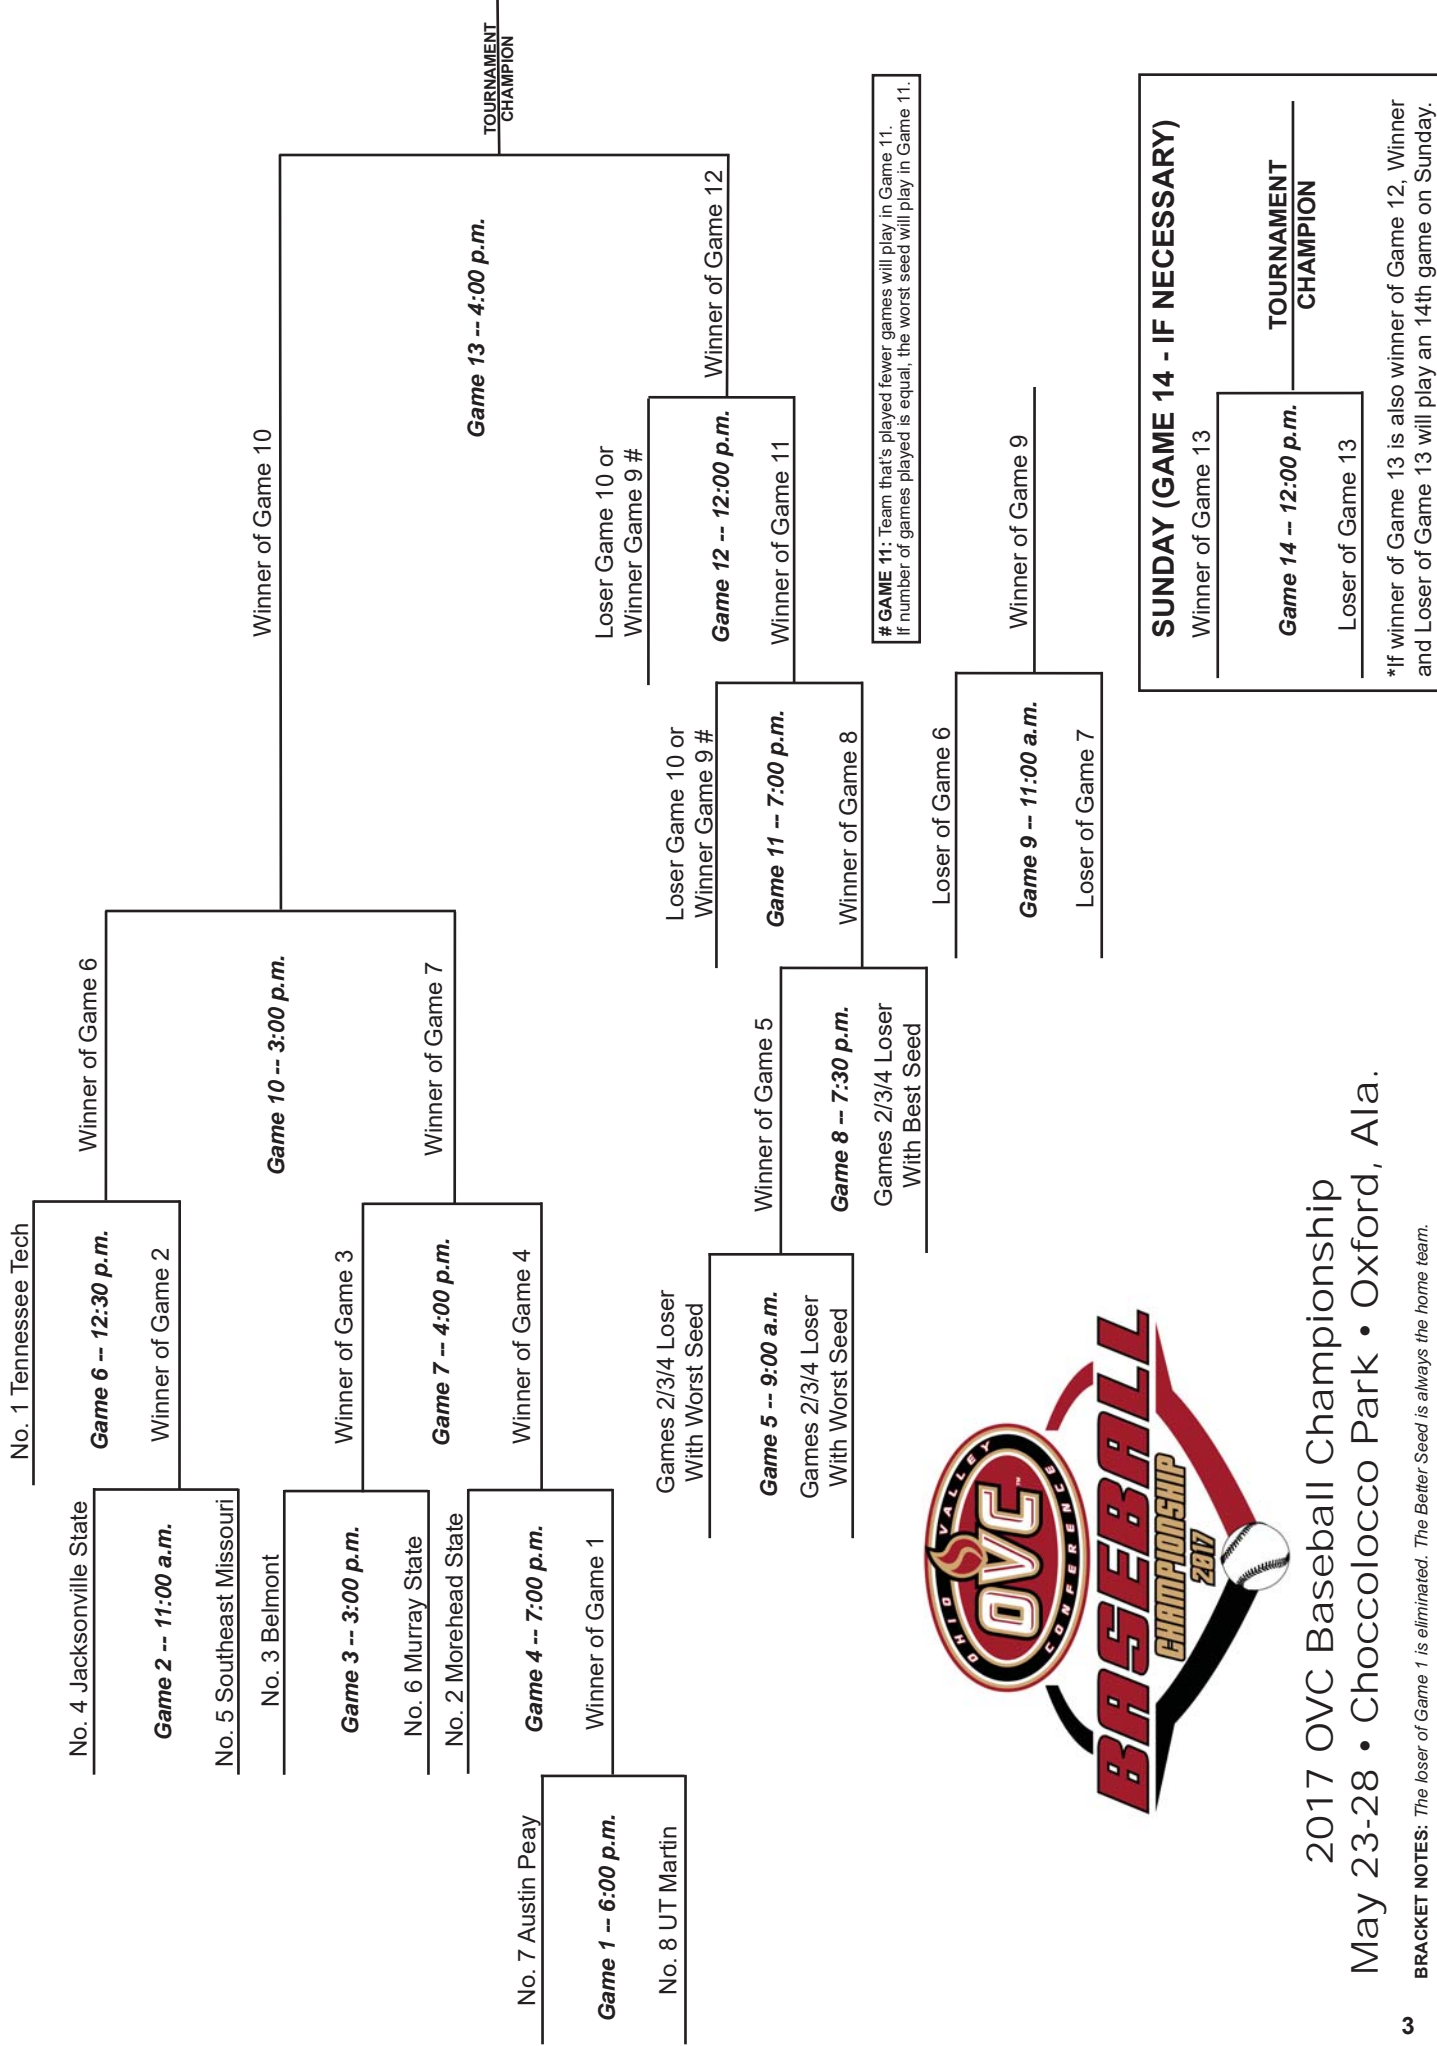 No. 1 Tennessee Tech
Game 6 -- 12:30 p.m.
No. 4 Jacksonville State
Winner of Game 2
Game 2 -- 11:00 a.m.
No. 5 Southeast Missouri
Winner of Game 6
Game 10 -- 3:00 p.m.
Winner of Game 7
No. 3 Belmont
Winner of Game 3
Game 3 -- 3:00 p.m.
No. 6 Murray State
Game 7 -- 4:00 p.m.
No. 2 Morehead State
Winner of Game 4
Game 4 -- 7:00 p.m.
Winner of Game 1
No. 7 Austin Peay
Game 1 -- 6:00 p.m.
No. 8 UT Martin
Winner of Game 10
Game 13 -- 4:00 p.m.
TOURNAMENT
CHAMPION
Winner of Game 12
Loser Game 10 or
Winner Game 9 #
Game 12 -- 12:00 p.m.
Winner of Game 11
Loser Game 10 or
Winner Game 9 #
Game 11 -- 7:00 p.m.
Winner of Game 8
Winner of Game 5
Game 8 -- 7:30 p.m.
Games 2/3/4 Loser
With Best Seed
Games 2/3/4 Loser
With Worst Seed
Game 5 -- 9:00 a.m.
Games 2/3/4 Loser
With Worst Seed
# GAME 11: Team that's played fewer games will play in Game 11.
If number of games played is equal, the worst seed will play in Game 11.
Loser of Game 6
Game 9 -- 11:00 a.m.
Loser of Game 7
Winner of Game 9
SUNDAY (GAME 14 - IF NECESSARY)
Winner of Game 13
Game 14 -- 12:00 p.m.
Loser of Game 13
TOURNAMENT
CHAMPION
*If winner of Game 13 is also winner of Game 12, Winner
and Loser of Game 13 will play an 14th game on Sunday.
OHIO VALLEY
OVC™
CONFERENCE
BASEBALL
CHAMPIONSHIP
2017
2017 OVC Baseball Championship
May 23-28 • Choccolocco Park • Oxford, Ala.
BRACKET NOTES: The loser of Game 1 is eliminated. The Better Seed is always the home team.
3